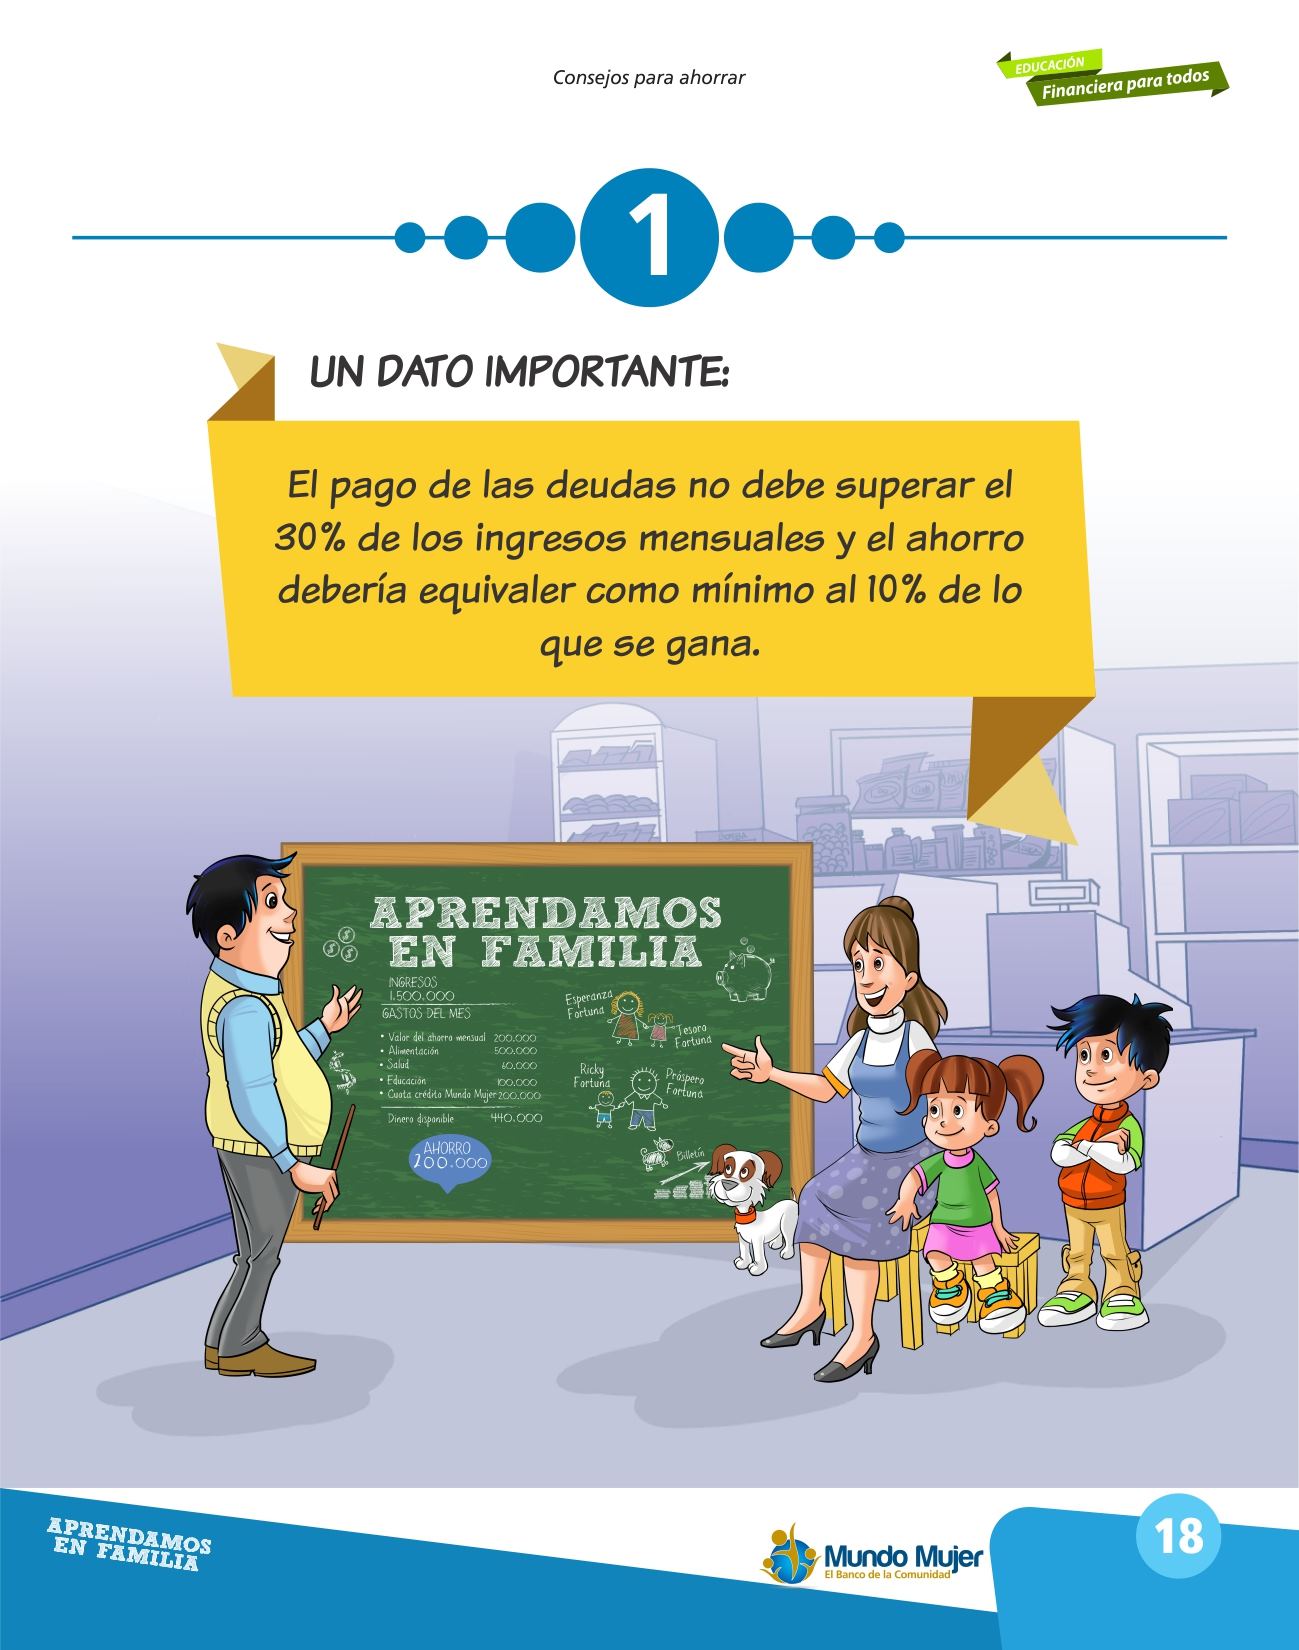 Consejos para ahorrar
EDUCACIÓN
Financiera para todos
1
UN DATO IMPORTANTE:
El pago de las deudas no debe superar el
30% de los ingresos mensuales y el ahorro
debería equivaler como mínimo al 10% de lo
que se gana.
APRENDAMOS
EN FAMILIA
INGRESOS
1.500.000
GASTOS DEL MES
• Valor del ahorro mensual 200.000
• Alimentación 500.000
• Salud 60.000
• Educación 100.000
• Cuota crédito Mundo Mujer 200.000
Dinero disponible 440.000
AHORRO
200.000
Esperanza
Fortuna
Tesoro
Fortuna
Ricky
Fortuna
Próspero
Fortuna
Billetín
APRENDAMOS
EN FAMILIA
Mundo Mujer
El Banco de la Comunidad
18